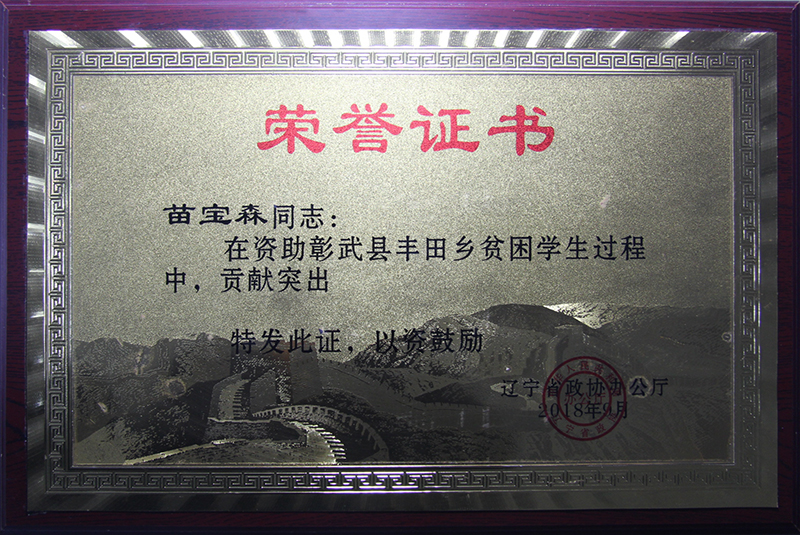 荣誉证书
苗宝森同志：
在资助彰武县丰田乡贫困学生过程
中，贡献突出
特发此证，以资鼓励
辽宁省政协办公厅
2018年9月